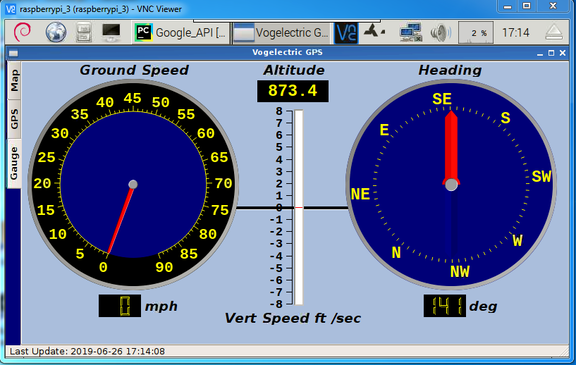 raspberrypi_3 (raspberrypi_3) - VNC Viewer
Google_API [... Vogelectric G... 2 % 17:14
Vogelectric GPS
Map
GPS
Gauge
Ground Speed
0 5 10 15 20 25 30 35 40 45 50 55 60 65 70 75 80 85 90
0 mph
Altitude
873.4
8
7
6
5
4
3
2
1
0
-1
-2
-3
-4
-5
-6
-7
-8
Vert Speed ft /sec
Heading
SE S SW W NW N NE E
141 deg
Last Update: 2019-06-26 17:14:08